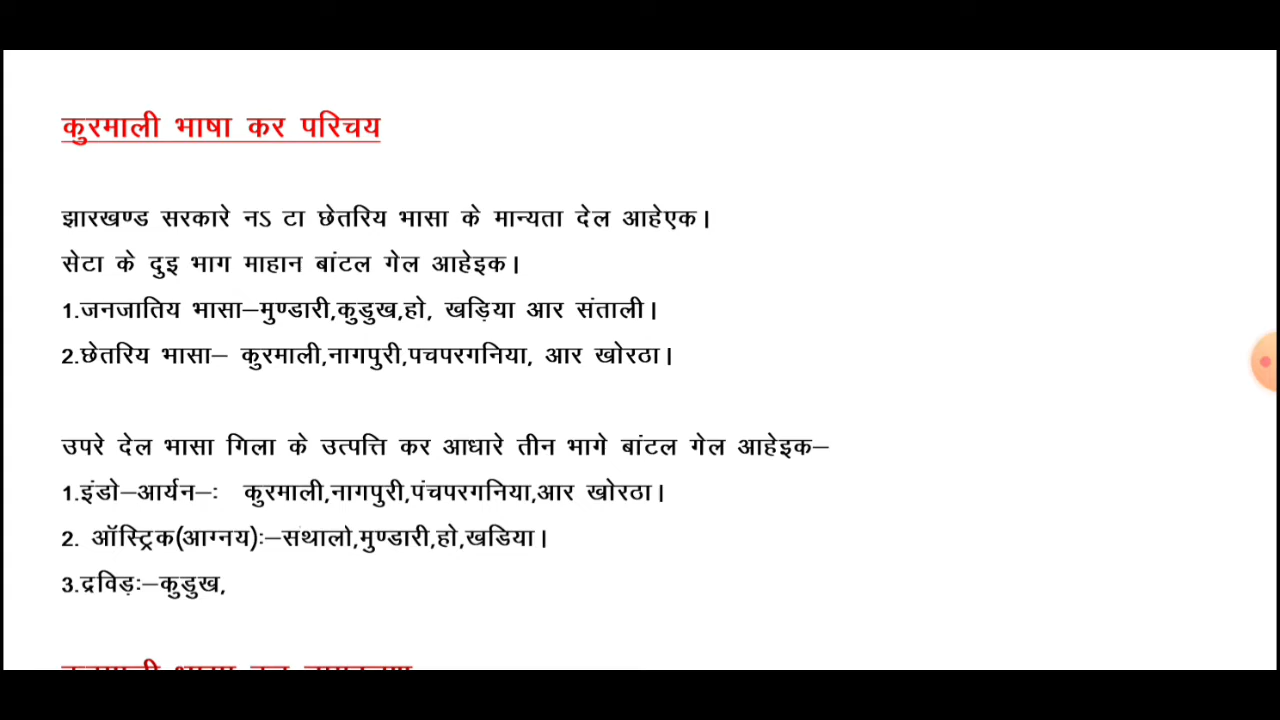 कुरमाली भाषा कर परिचय
झारखण्ड सरकारे नऽ टा छेतरिय भासा के मान्यता देल आहेएक।
सेटा के दुइ भाग माहान बांटल गेल आहेइक।
1.जनजातिय भासा–मुण्डारी,कुडुख,हो, खड़िया आर संताली।
2.छेतरिय भासा– कुरमाली,नागपुरी,पचपरगनिया, आर खोरठा।
उपरे देल भासा गिला के उत्पत्ति कर आधारे तीन भागे बांटल गेल आहेइक–
1.इंडो–आर्यन–: कुरमाली,नागपुरी,पंचपरगनिया,आर खोरठा।
2. ऑस्ट्रिक(आग्नय):–संथालो,मुण्डारी,हो,खडिया।
3.द्रविड़:–कुडुख,